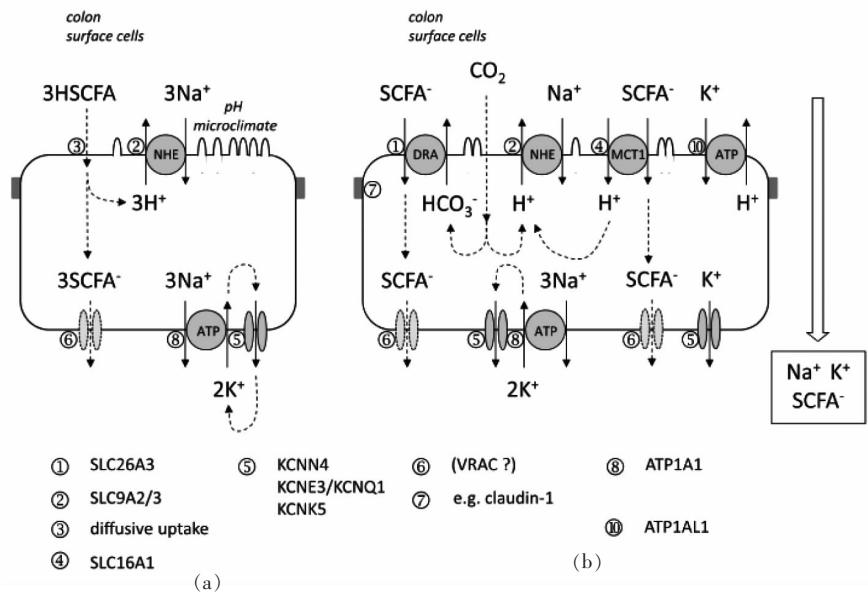 colon
surface cells
colon
surface cells
3HSCFA 3Na⁺
pH
microclimate
③ ② NHE
3H⁺
3SCFA⁻ 3Na⁺
⑥ ⑧ ATP ⑤
2K⁺
CO₂
SCFA⁻ Na⁺ SCFA⁻ K⁺
① DRA ② NHE ④ MCT1 ⑩ ATP
⑦
HCO₃⁻ H⁺ H⁺ H⁺
SCFA⁻ 3Na⁺ SCFA⁻ K⁺
⑥ ⑤ ⑧ ATP ⑥ ⑤
2K⁺
Na⁺ K⁺
SCFA⁻
① SLC26A3
② SLC9A2/3
③ diffusive uptake
④ SLC16A1
⑤ KCNN4
KCNE3/KCNQ1
KCNK5
⑥ (VRAC ?)
⑦ e.g. claudin-1
⑧ ATP1A1
⑩ ATP1AL1
(a) (b)